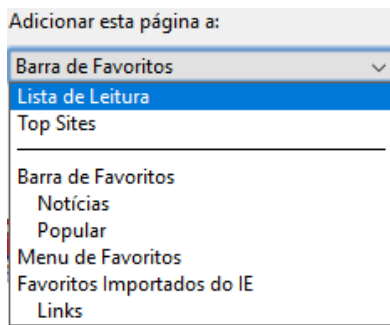 Adicionar esta página a:
Barra de Favoritos
Lista de Leitura
Top Sites
Barra de Favoritos
Notícias
Popular
Menu de Favoritos
Favoritos Importados do IE
Links